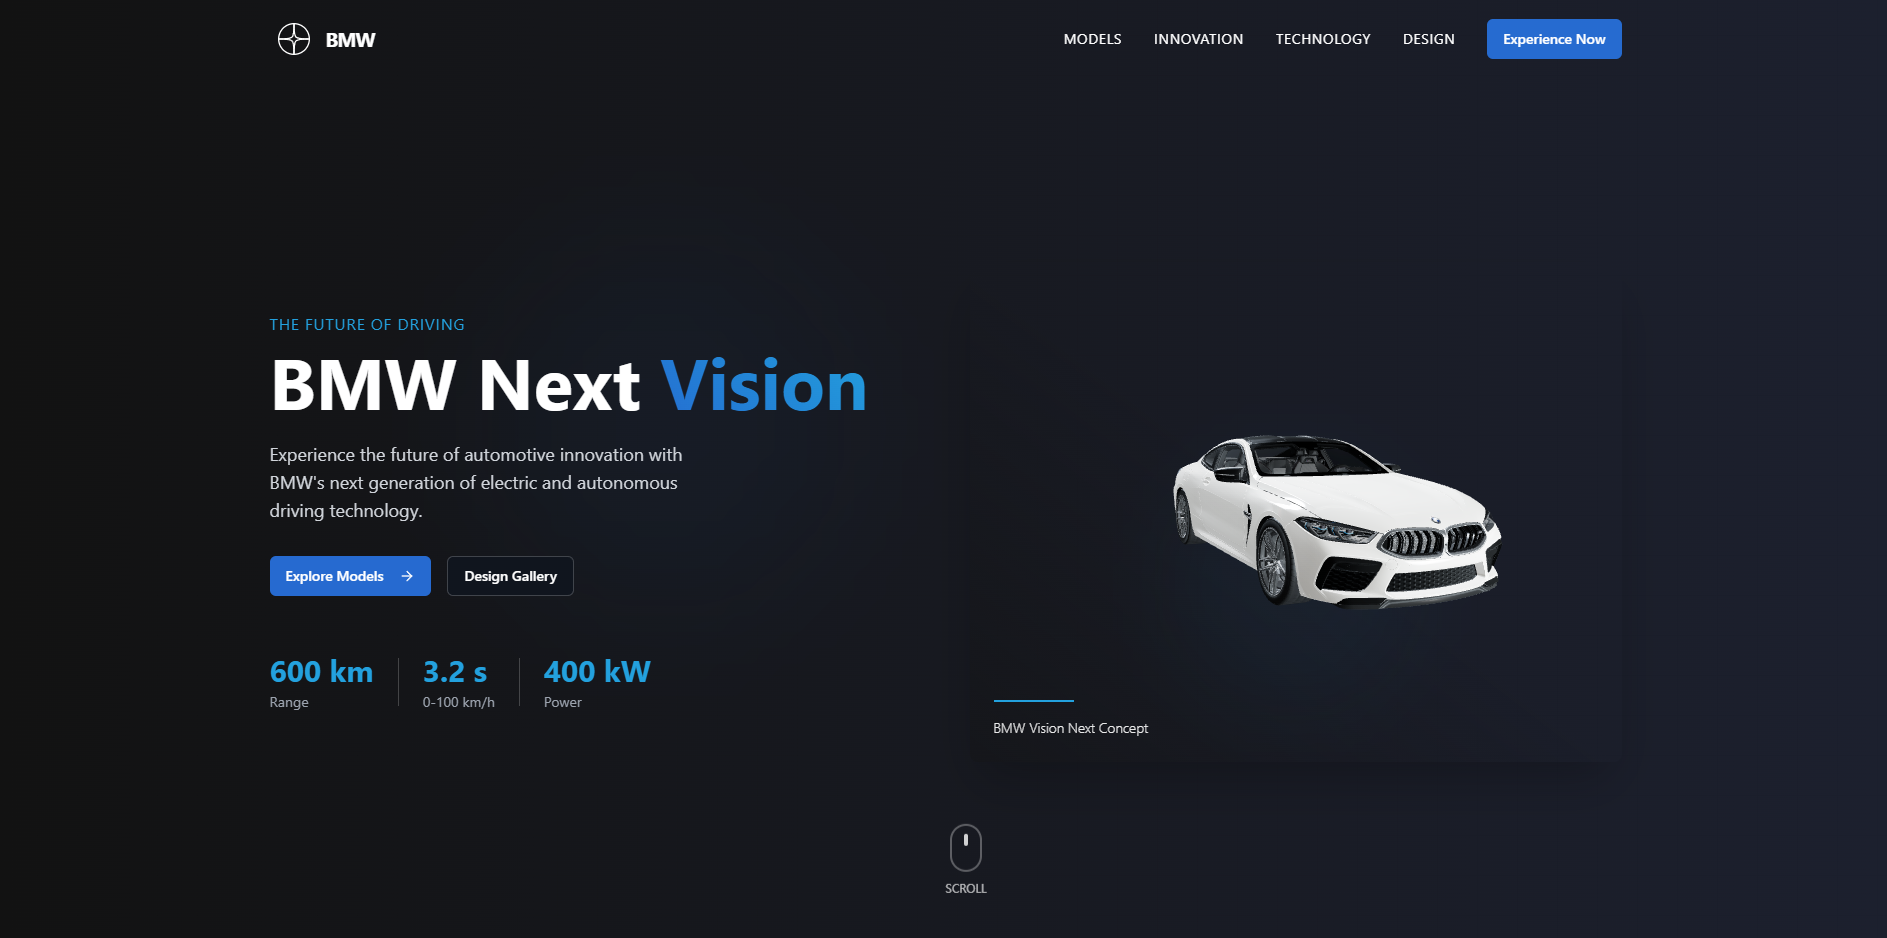 BMW
MODELS
INNOVATION
TECHNOLOGY
DESIGN
Experience Now
THE FUTURE OF DRIVING
BMW Next Vision
Experience the future of automotive innovation with
BMW's next generation of electric and autonomous
driving technology.
Explore Models
Design Gallery
600 km
Range
3.2 s
0-100 km/h
400 kW
Power
BMW Vision Next Concept
SCROLL